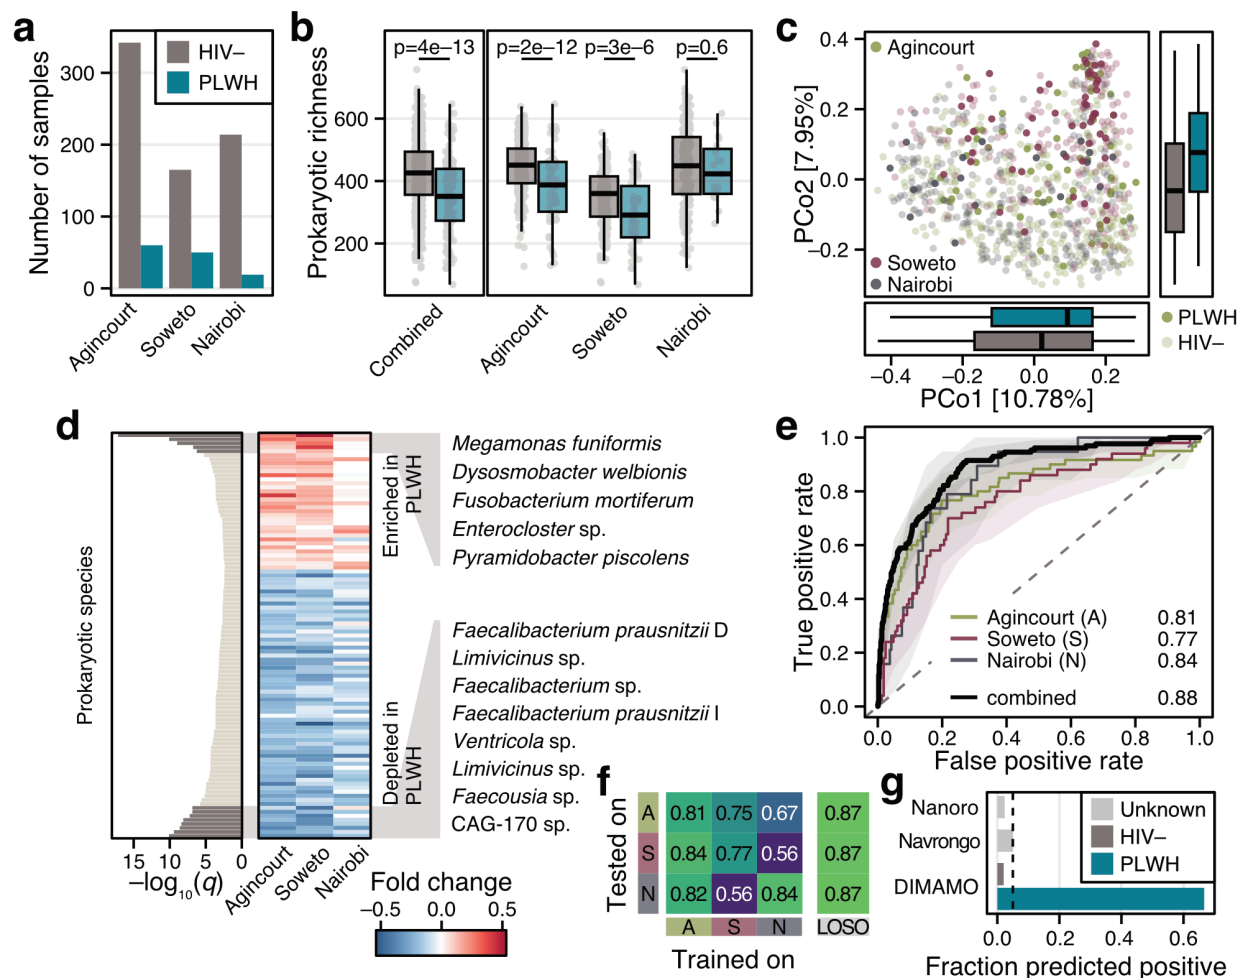 a
Number of samples
300
200
100
0
HIV–
PLWH
Agincourt
Soweto
Nairobi
b
Prokaryotic richness
600
400
200
p=4e–13
p=2e–12
p=3e–6
p=0.6
Combined
Agincourt
Soweto
Nairobi
c
PCo2 [7.95%]
0.4
0.2
0.0
–0.2
Agincourt
Soweto
Nairobi
PLWH
HIV–
–0.4
–0.2
0.0
0.2
PCo1 [10.78%]
d
Prokaryotic species
15
10
5
0
–log10(q)
Agincourt
Soweto
Nairobi
Enriched in
PLWH
Depleted in
PLWH
Megamonas funiformis
Dysosmobacter welbionis
Fusobacterium mortiferum
Enterocloster sp.
Pyramidobacter piscolens
Faecalibacterium prausnitzii D
Limivicinus sp.
Faecalibacterium sp.
Faecalibacterium prausnitzii I
Ventricola sp.
Limivicinus sp.
Faecousia sp.
CAG-170 sp.
Fold change
–0.5
0.0
0.5
e
True positive rate
1.0
0.8
0.6
0.4
0.2
0.0
Agincourt (A) 0.81
Soweto (S) 0.77
Nairobi (N) 0.84
combined 0.88
0.0
0.2
0.4
0.6
0.8
1.0
False positive rate
f
Tested on
A 0.81 0.75 0.67 0.87
S 0.84 0.77 0.56 0.87
N 0.82 0.56 0.84 0.87
A S N LOSO
Trained on
g
Nanoro
Navrongo
DIMAMO
Unknown
HIV–
PLWH
0.0
0.2
0.4
0.6
Fraction predicted positive